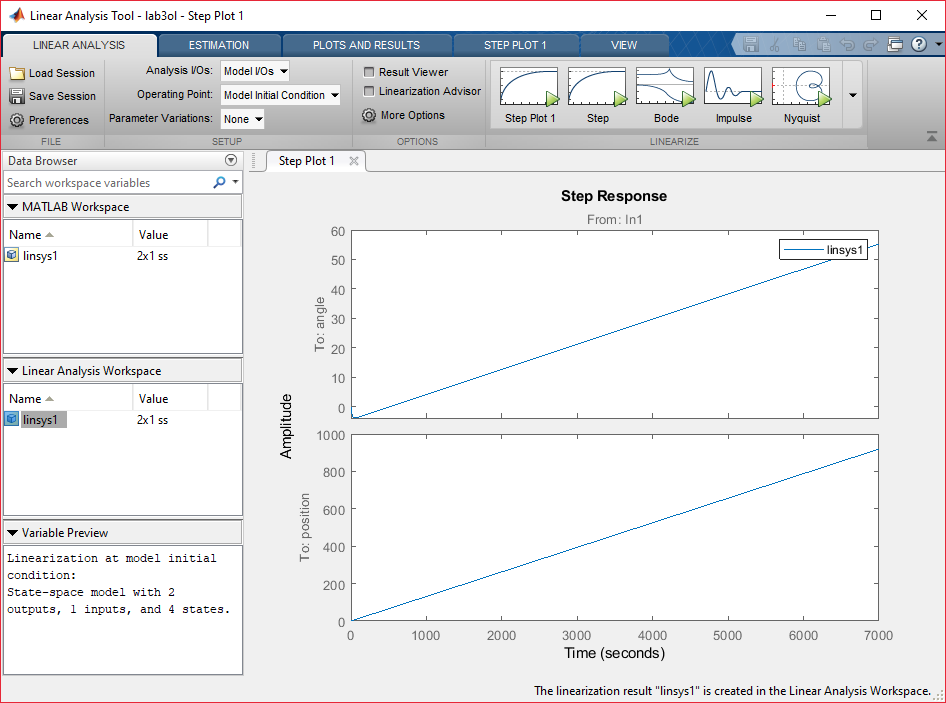 Linear Analysis Tool - lab3ol - Step Plot 1
LINEAR ANALYSIS
ESTIMATION
PLOTS AND RESULTS
STEP PLOT 1
VIEW
Load Session
Save Session
Preferences
FILE
Analysis I/Os: Model I/Os
Operating Point: Model Initial Condition
Parameter Variations: None
SETUP
Result Viewer
Linearization Advisor
More Options
OPTIONS
Step Plot 1
Step
Bode
Impulse
Nyquist
LINEARIZE
Data Browser
Search workspace variables
MATLAB Workspace
Name Value
linsys1 2x1 ss
Linear Analysis Workspace
Name Value
linsys1 2x1 ss
Variable Preview
Linearization at model initial
condition:
State-space model with 2
outputs, 1 inputs, and 4 states.
Step Plot 1
Step Response
From: In1
linsys1
Amplitude
To: angle
60
50
40
30
20
10
0
To: position
1000
800
600
400
200
0
0 1000 2000 3000 4000 5000 6000 7000
Time (seconds)
The linearization result "linsys1" is created in the Linear Analysis Workspace.